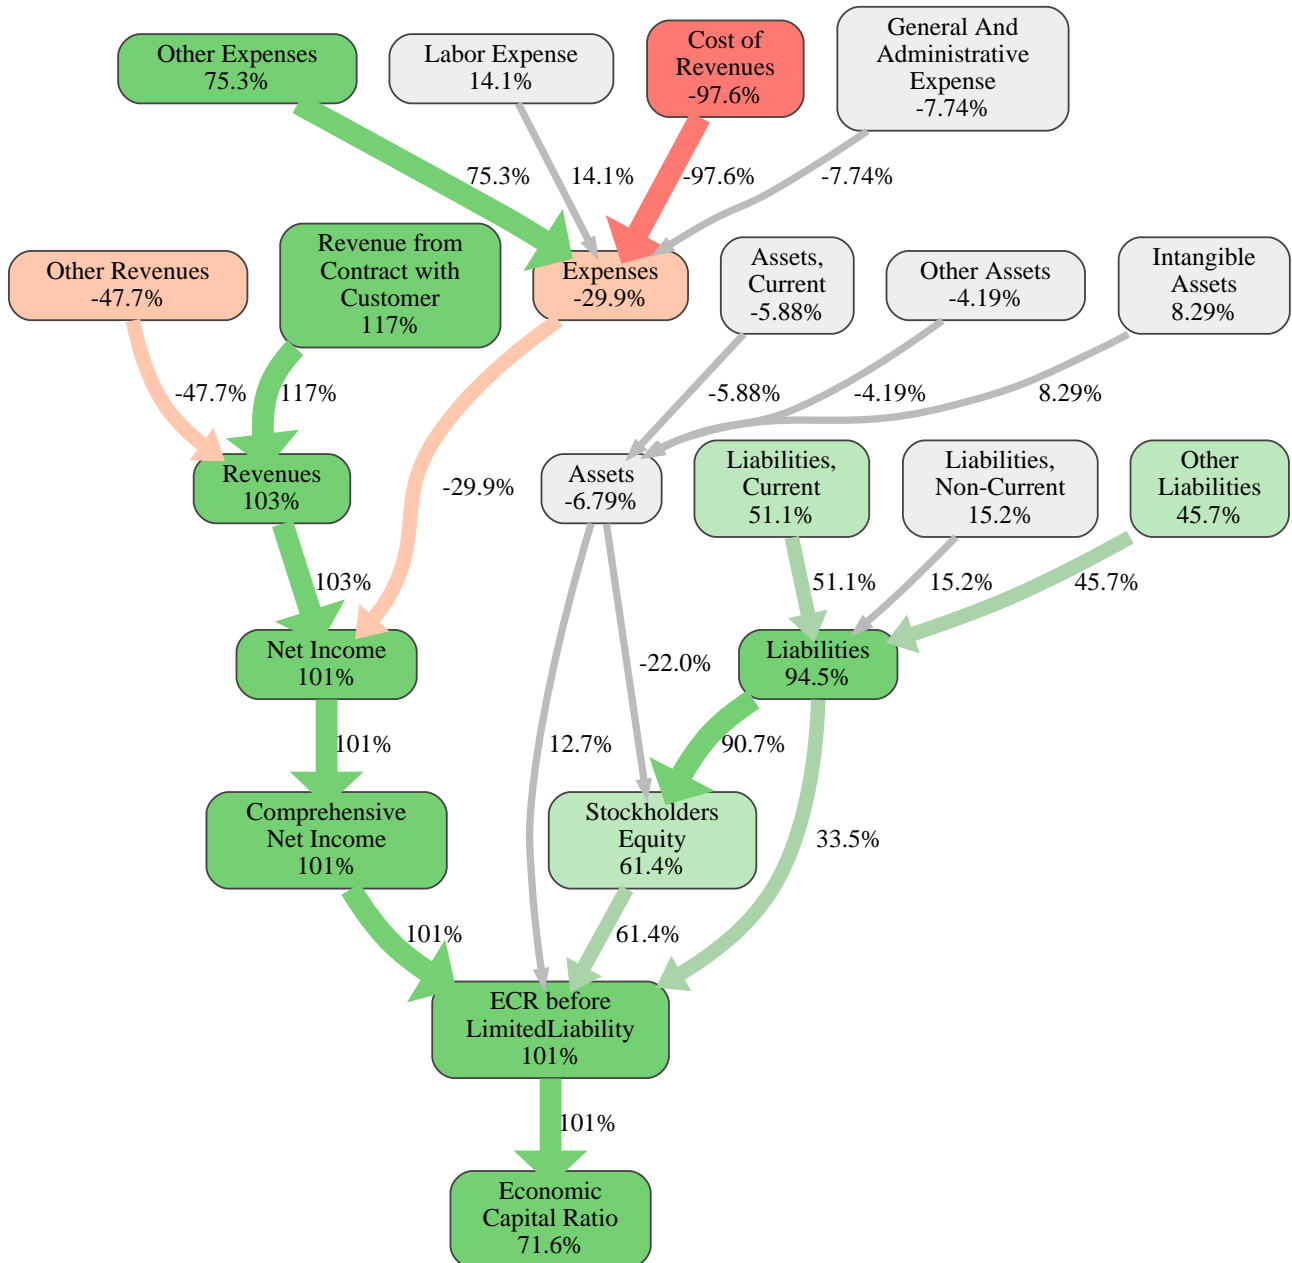 Other Expenses
75.3%
Labor Expense
14.1%
Cost of
Revenues
-97.6%
General And
Administrative
Expense
-7.74%
75.3%
14.1%
-97.6%
-7.74%
Other Revenues
-47.7%
Revenue from
Contract with
Customer
117%
Expenses
-29.9%
Assets,
Current
-5.88%
Other Assets
-4.19%
Intangible
Assets
8.29%
-47.7%
117%
-29.9%
-5.88%
-4.19%
8.29%
Revenues
103%
Assets
-6.79%
Liabilities,
Current
51.1%
Liabilities,
Non-Current
15.2%
Other
Liabilities
45.7%
103%
51.1%
15.2%
45.7%
Net Income
101%
-22.0%
Liabilities
94.5%
101%
12.7%
90.7%
Comprehensive
Net Income
101%
Stockholders
Equity
61.4%
33.5%
101%
61.4%
ECR before
LimitedLiability
101%
101%
Economic
Capital Ratio
71.6%